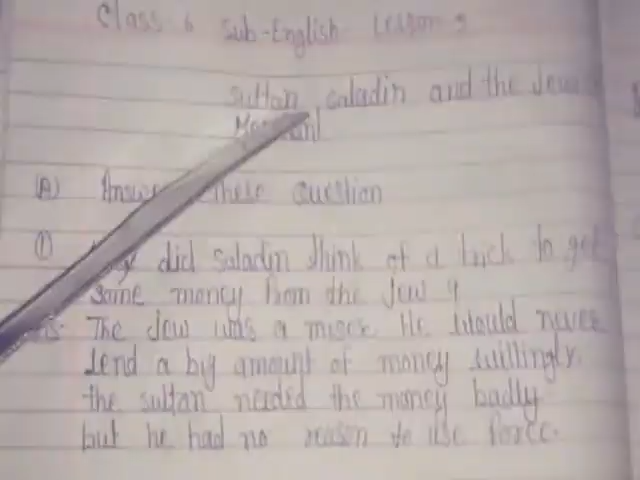 Class 6 Sub-English Lesson 5
Sultan Saladin and the Jew
(A) these question
(1) did Saladin think of a trick to get
some money from the Jew ?
The Jew was a miser. He would never
lend a big amount of money willingly.
the sultan needed the money badly
but he had no reason to use force.